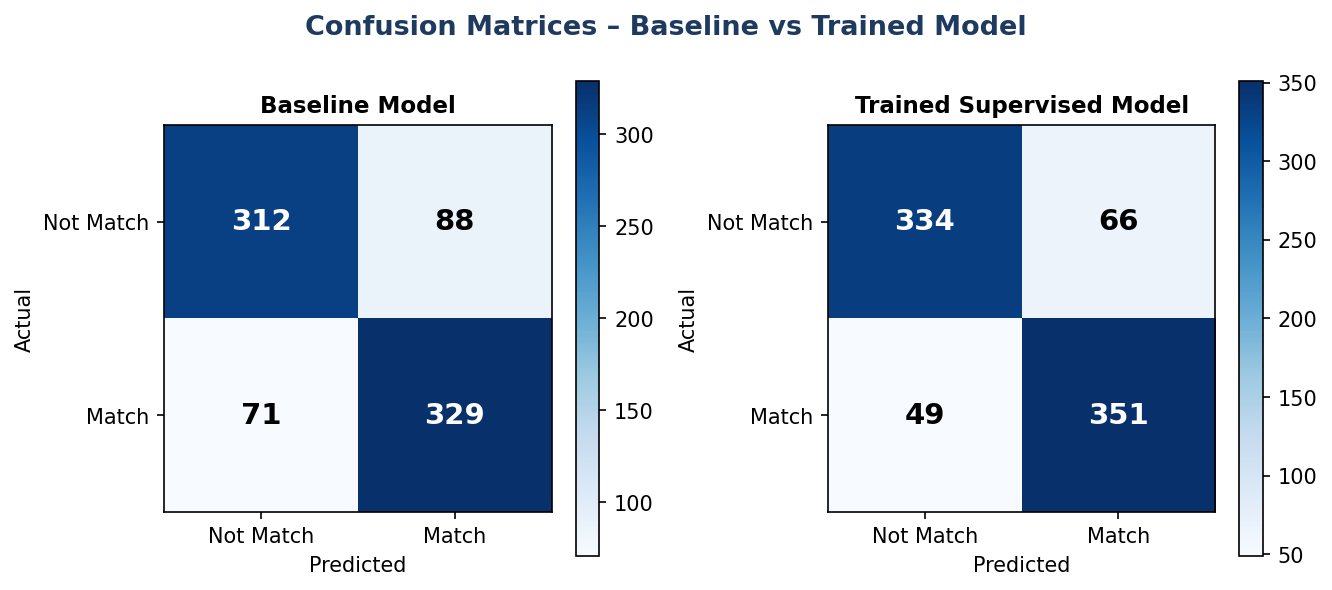 Confusion Matrices – Baseline vs Trained Model
Baseline Model
Actual
Not Match
312
88
Match
71
329
Not Match
Match
Predicted
300
250
200
150
100
Trained Supervised Model
Actual
Not Match
334
66
Match
49
351
Not Match
Match
Predicted
350
300
250
200
150
100
50